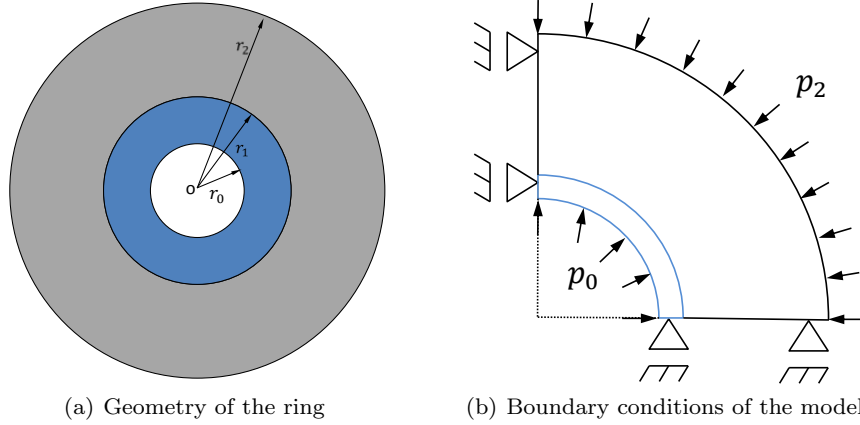 r₂
r₁
o
r₀
p₂
p₀
(a) Geometry of the ring
(b) Boundary conditions of the model